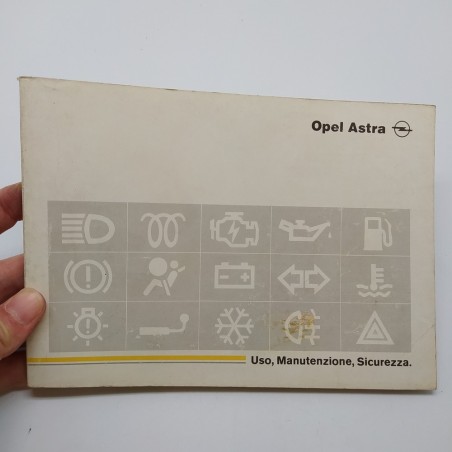 Opel Astra
Uso, Manutenzione, Sicurezza.